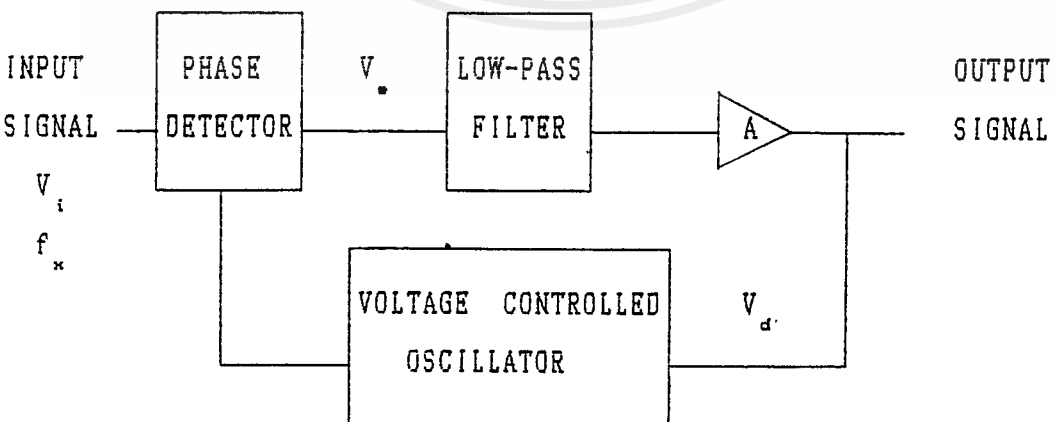 INPUT
SIGNAL
V i
f x
PHASE
DETECTOR
V
LOW-PASS
FILTER
A
OUTPUT
SIGNAL
VOLTAGE CONTROLLED
OSCILLATOR
V d